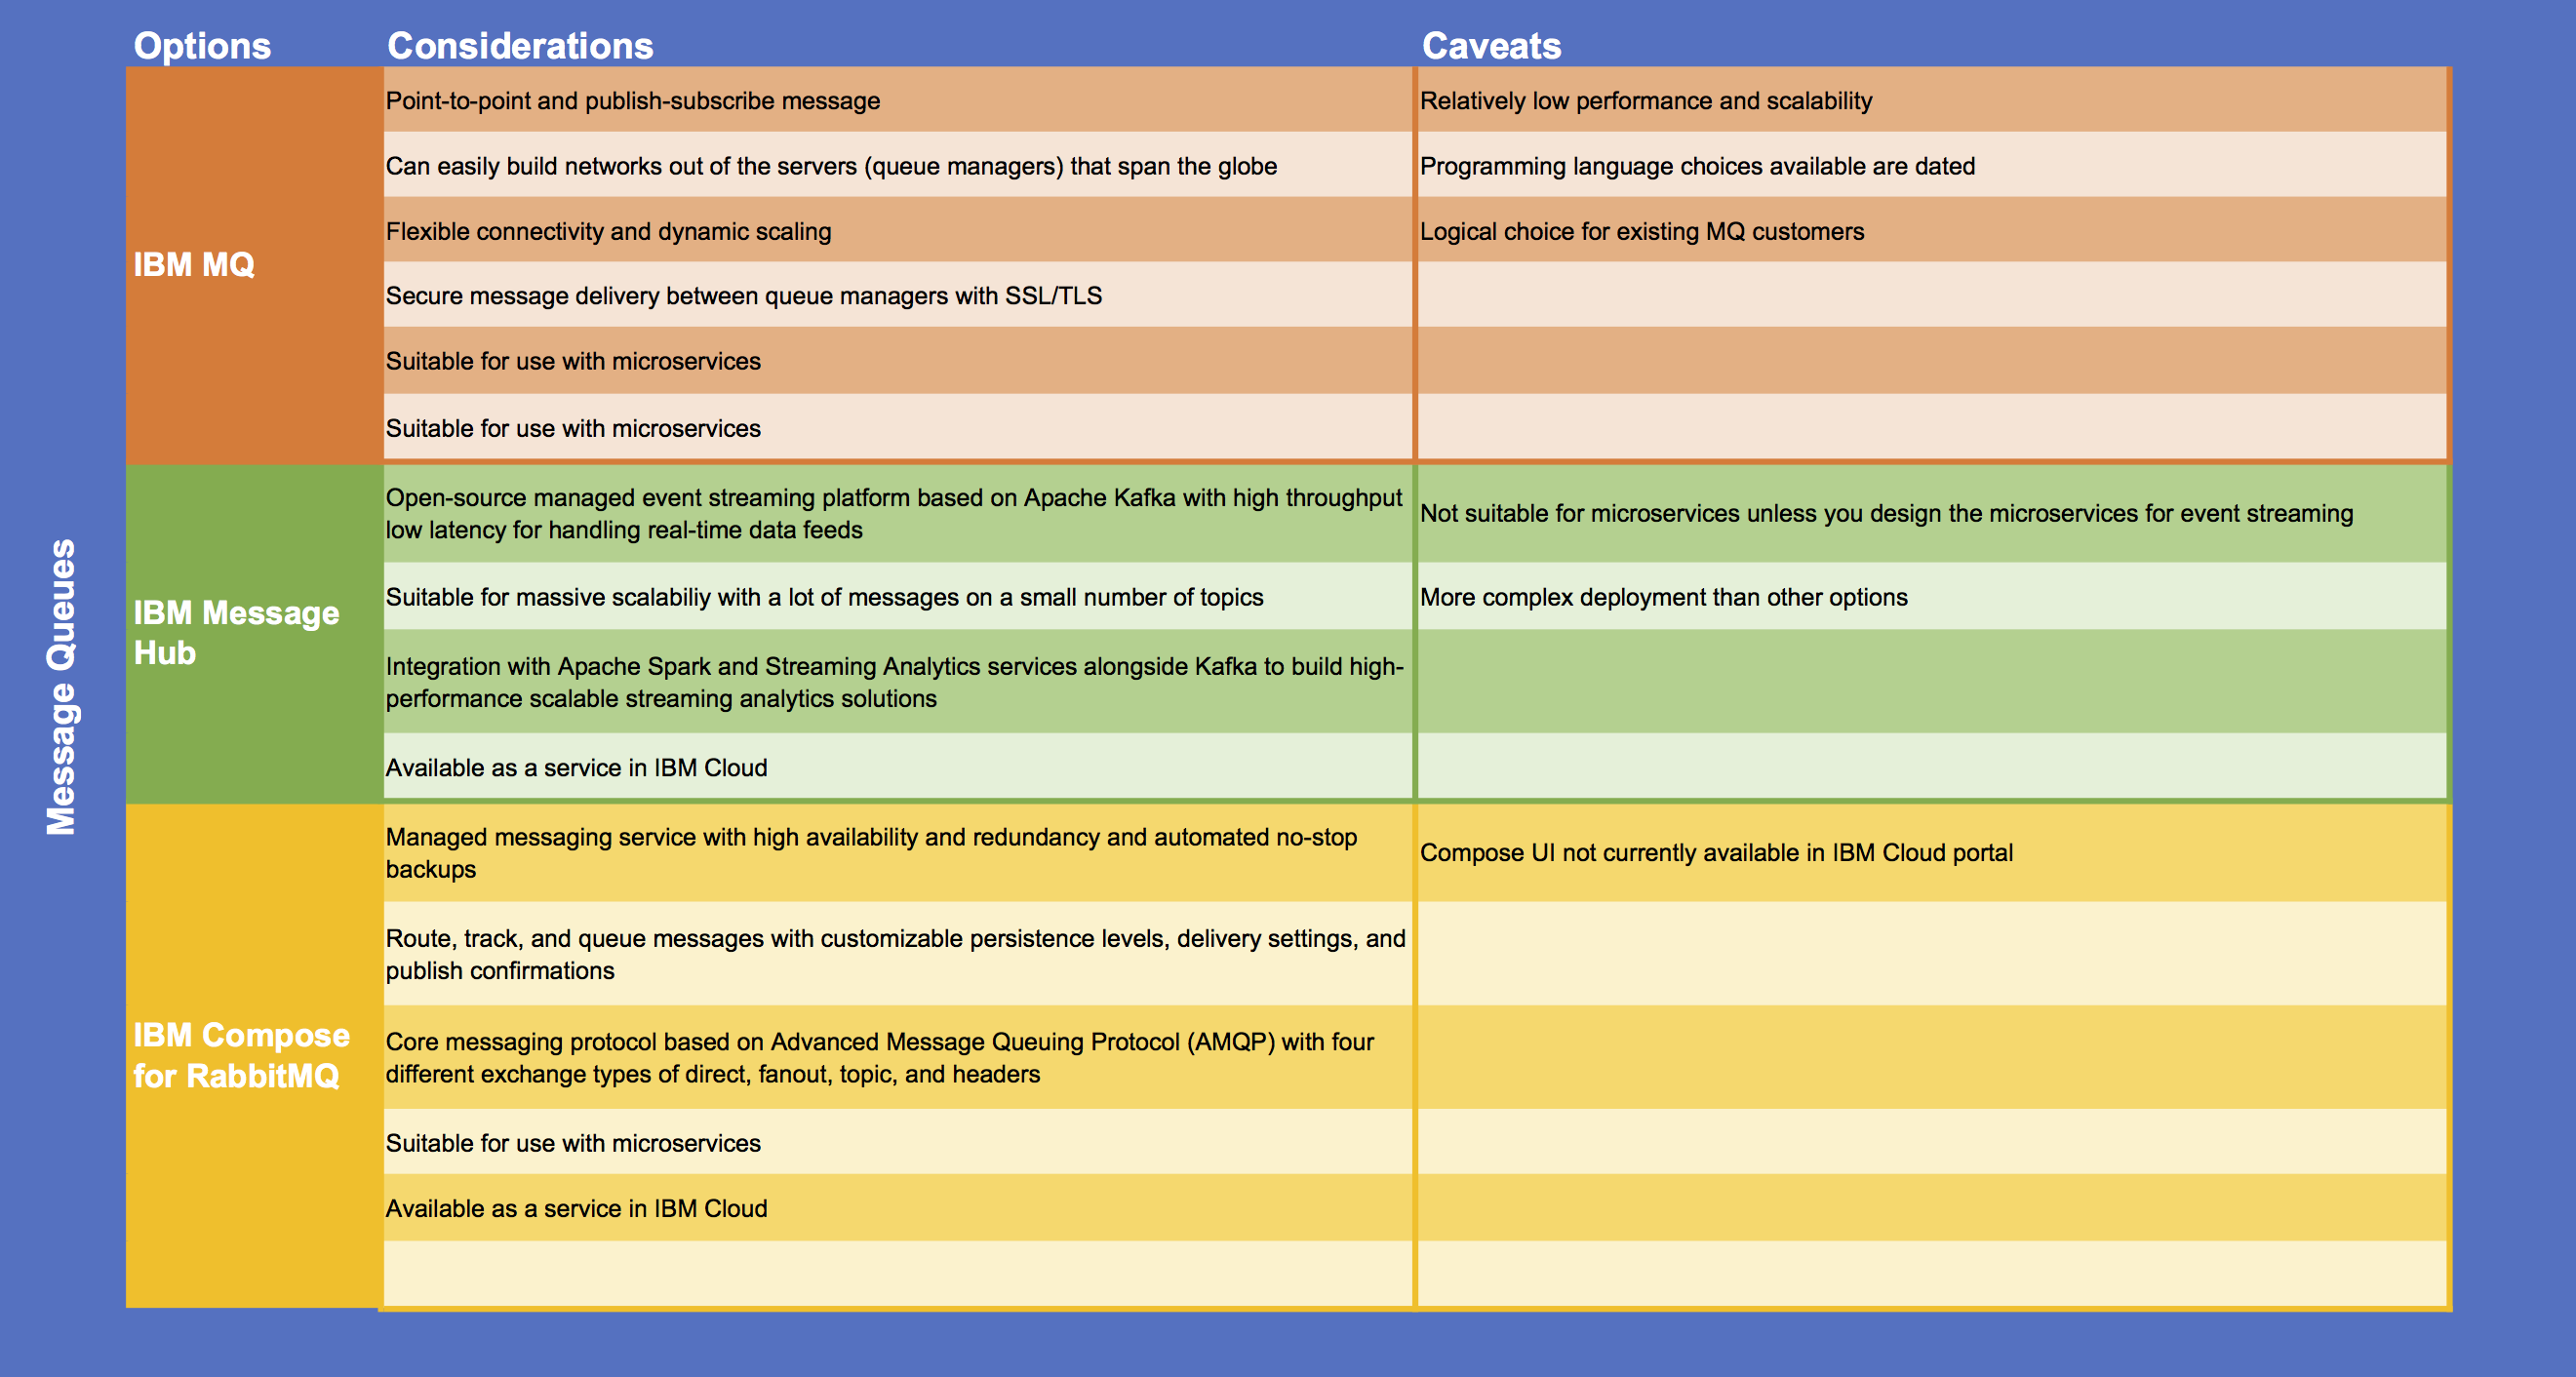 Options
Considerations
Caveats
Message Queues
IBM MQ
Point-to-point and publish-subscribe message
Relatively low performance and scalability
Can easily build networks out of the servers (queue managers) that span the globe
Programming language choices available are dated
Flexible connectivity and dynamic scaling
Logical choice for existing MQ customers
Secure message delivery between queue managers with SSL/TLS
Suitable for use with microservices
Suitable for use with microservices
IBM Message
Hub
Open-source managed event streaming platform based on Apache Kafka with high throughput
low latency for handling real-time data feeds
Not suitable for microservices unless you design the microservices for event streaming
Suitable for massive scalabiliy with a lot of messages on a small number of topics
More complex deployment than other options
Integration with Apache Spark and Streaming Analytics services alongside Kafka to build high-
performance scalable streaming analytics solutions
Available as a service in IBM Cloud
IBM Compose
for RabbitMQ
Managed messaging service with high availability and redundancy and automated no-stop
backups
Compose UI not currently available in IBM Cloud portal
Route, track, and queue messages with customizable persistence levels, delivery settings, and
publish confirmations
Core messaging protocol based on Advanced Message Queuing Protocol (AMQP) with four
different exchange types of direct, fanout, topic, and headers
Suitable for use with microservices
Available as a service in IBM Cloud